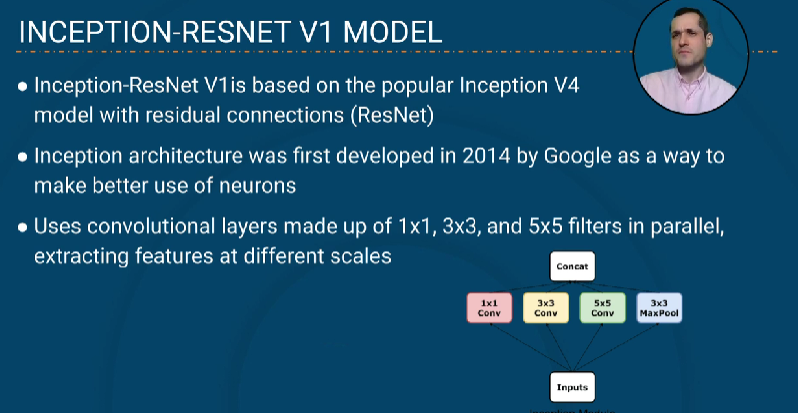 INCEPTION-RESNET V1 MODEL
● Inception-ResNet V1is based on the popular Inception V4
model with residual connections (ResNet)
● Inception architecture was first developed in 2014 by Google as a way to
make better use of neurons
● Uses convolutional layers made up of 1x1, 3x3, and 5x5 filters in parallel,
extracting features at different scales
Concat
1x1
Conv
3x3
Conv
5x5
Conv
3x3
MaxPool
Inputs